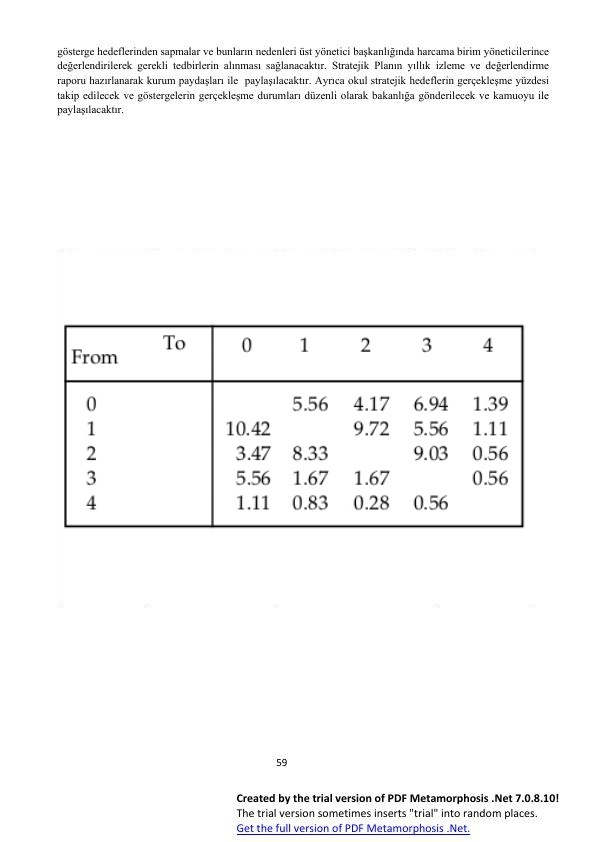 gösterge hedeflerinden sapmalar ve bunların nedenleri üst yönetici başkanlığında harcama birim yöneticilerince
değerlendirilerek gerekli tedbirlerin alınması sağlanacaktır. Stratejik Planın yıllık izleme ve değerlendirme
raporu hazırlanarak kurum paydaşları ile paylaşılacaktır. Ayrıca okul stratejik hedeflerin gerçekleşme yüzdesi
takip edilecek ve göstergelerin gerçekleşme durumları düzenli olarak bakanlığa gönderilecek ve kamuoyu ile
paylaşılacaktır.
From To 0 1 2 3 4
0 5.56 4.17 6.94 1.39
1 10.42 9.72 5.56 1.11
2 3.47 8.33 9.03 0.56
3 5.56 1.67 1.67 0.56
4 1.11 0.83 0.28 0.56
59
Created by the trial version of PDF Metamorphosis .Net 7.0.8.10!
The trial version sometimes inserts "trial" into random places.
Get the full version of PDF Metamorphosis .Net.